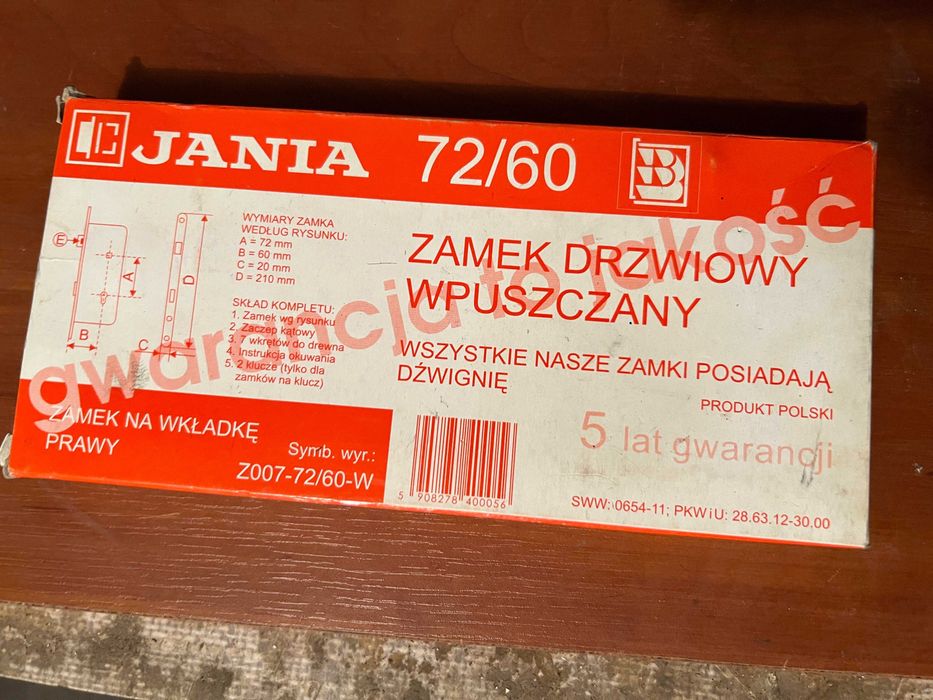 JANIA 72/60 B
gwarancja to jakość
E
A
B
C
D
WYMIARY ZAMKA
WEDŁUG RYSUNKU:
A = 72 mm
B = 60 mm
C = 20 mm
D = 210 mm
SKŁAD KOMPLETU:
1. Zamek wg rysunku
2. Zaczep kątowy
3. 7 wkrętów do drewna
4. Instrukcja okuwania
5. 2 klucze (tylko dla
zamków na klucz)
ZAMEK DRZWIOWY
WPUSZCZANY
WSZYSTKIE NASZE ZAMKI POSIADAJĄ
DŹWIGNIĘ
PRODUKT POLSKI
5 lat gwarancji
ZAMEK NA WKŁADKĘ
PRAWY
Symb. wyr.:
Z007-72/60-W
5 908278 400056
SWW: 0654-11; PKWiU: 28.63.12-30,00